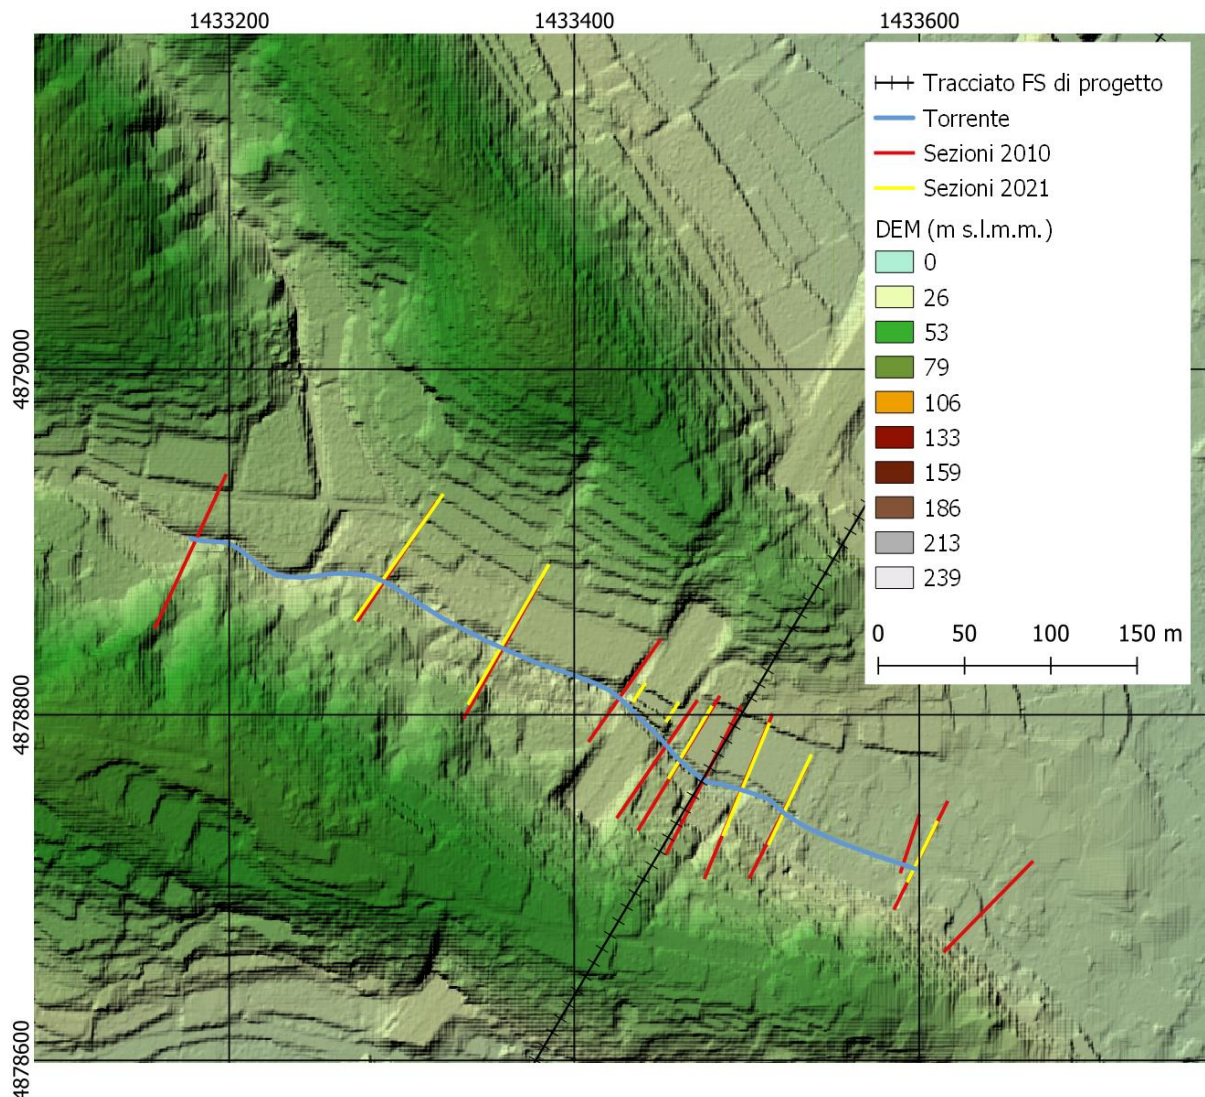 1433200 1433400 1433600
Tracciato FS di progetto
Torrente
Sezioni 2010
Sezioni 2021
DEM (m s.l.m.m.)
0
26
53
79
106
133
159
186
213
239
0 50 100 150 m
4879000
4878800
4878600